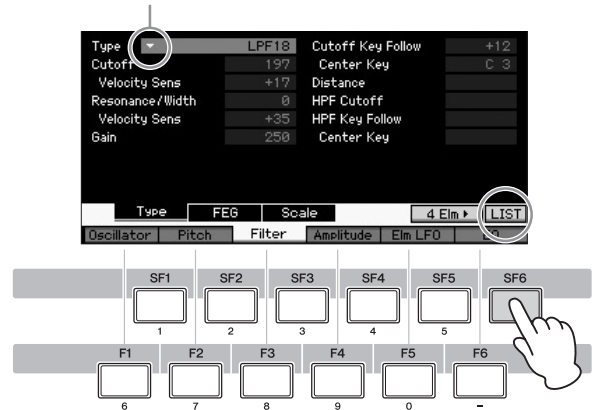 Type LPF18 Cutoff Key Follow +12
Cutoff 197 Center Key C 3
Velocity Sens +17 Distance
Resonance/Width 0 HPF Cutoff
Velocity Sens +35 HPF Key Follow
Gain 250 Center Key
Type FEG Scale 4 Elm LIST
Oscillator Pitch Filter Amplitude Elm LFO EQ
SF1 SF2 SF3 SF4 SF5 SF6
1 2 3 4 5
F1 F2 F3 F4 F5 F6
6 7 8 9 0 -